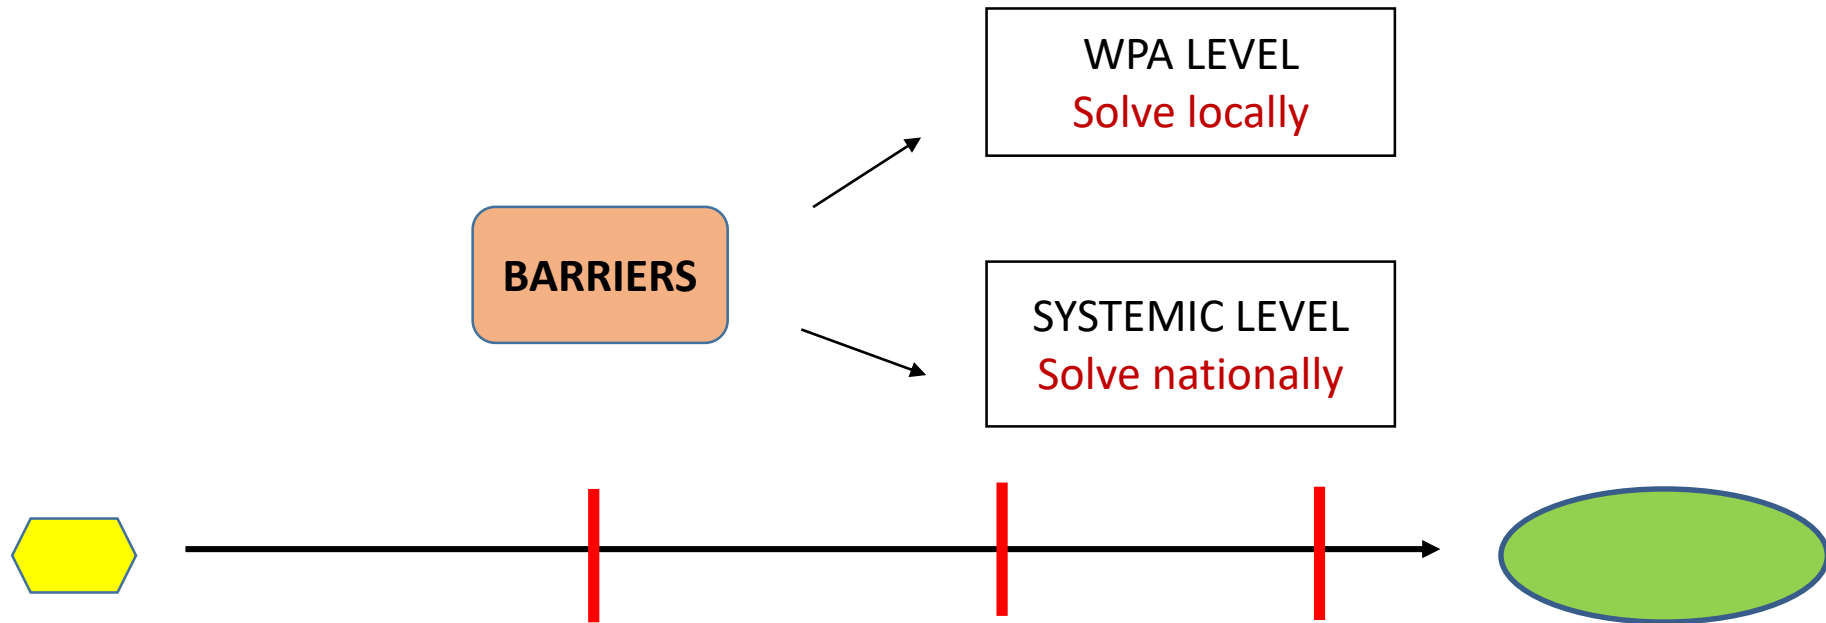 WPA LEVEL
Solve locally
BARRIERS
SYSTEMIC LEVEL
Solve nationally